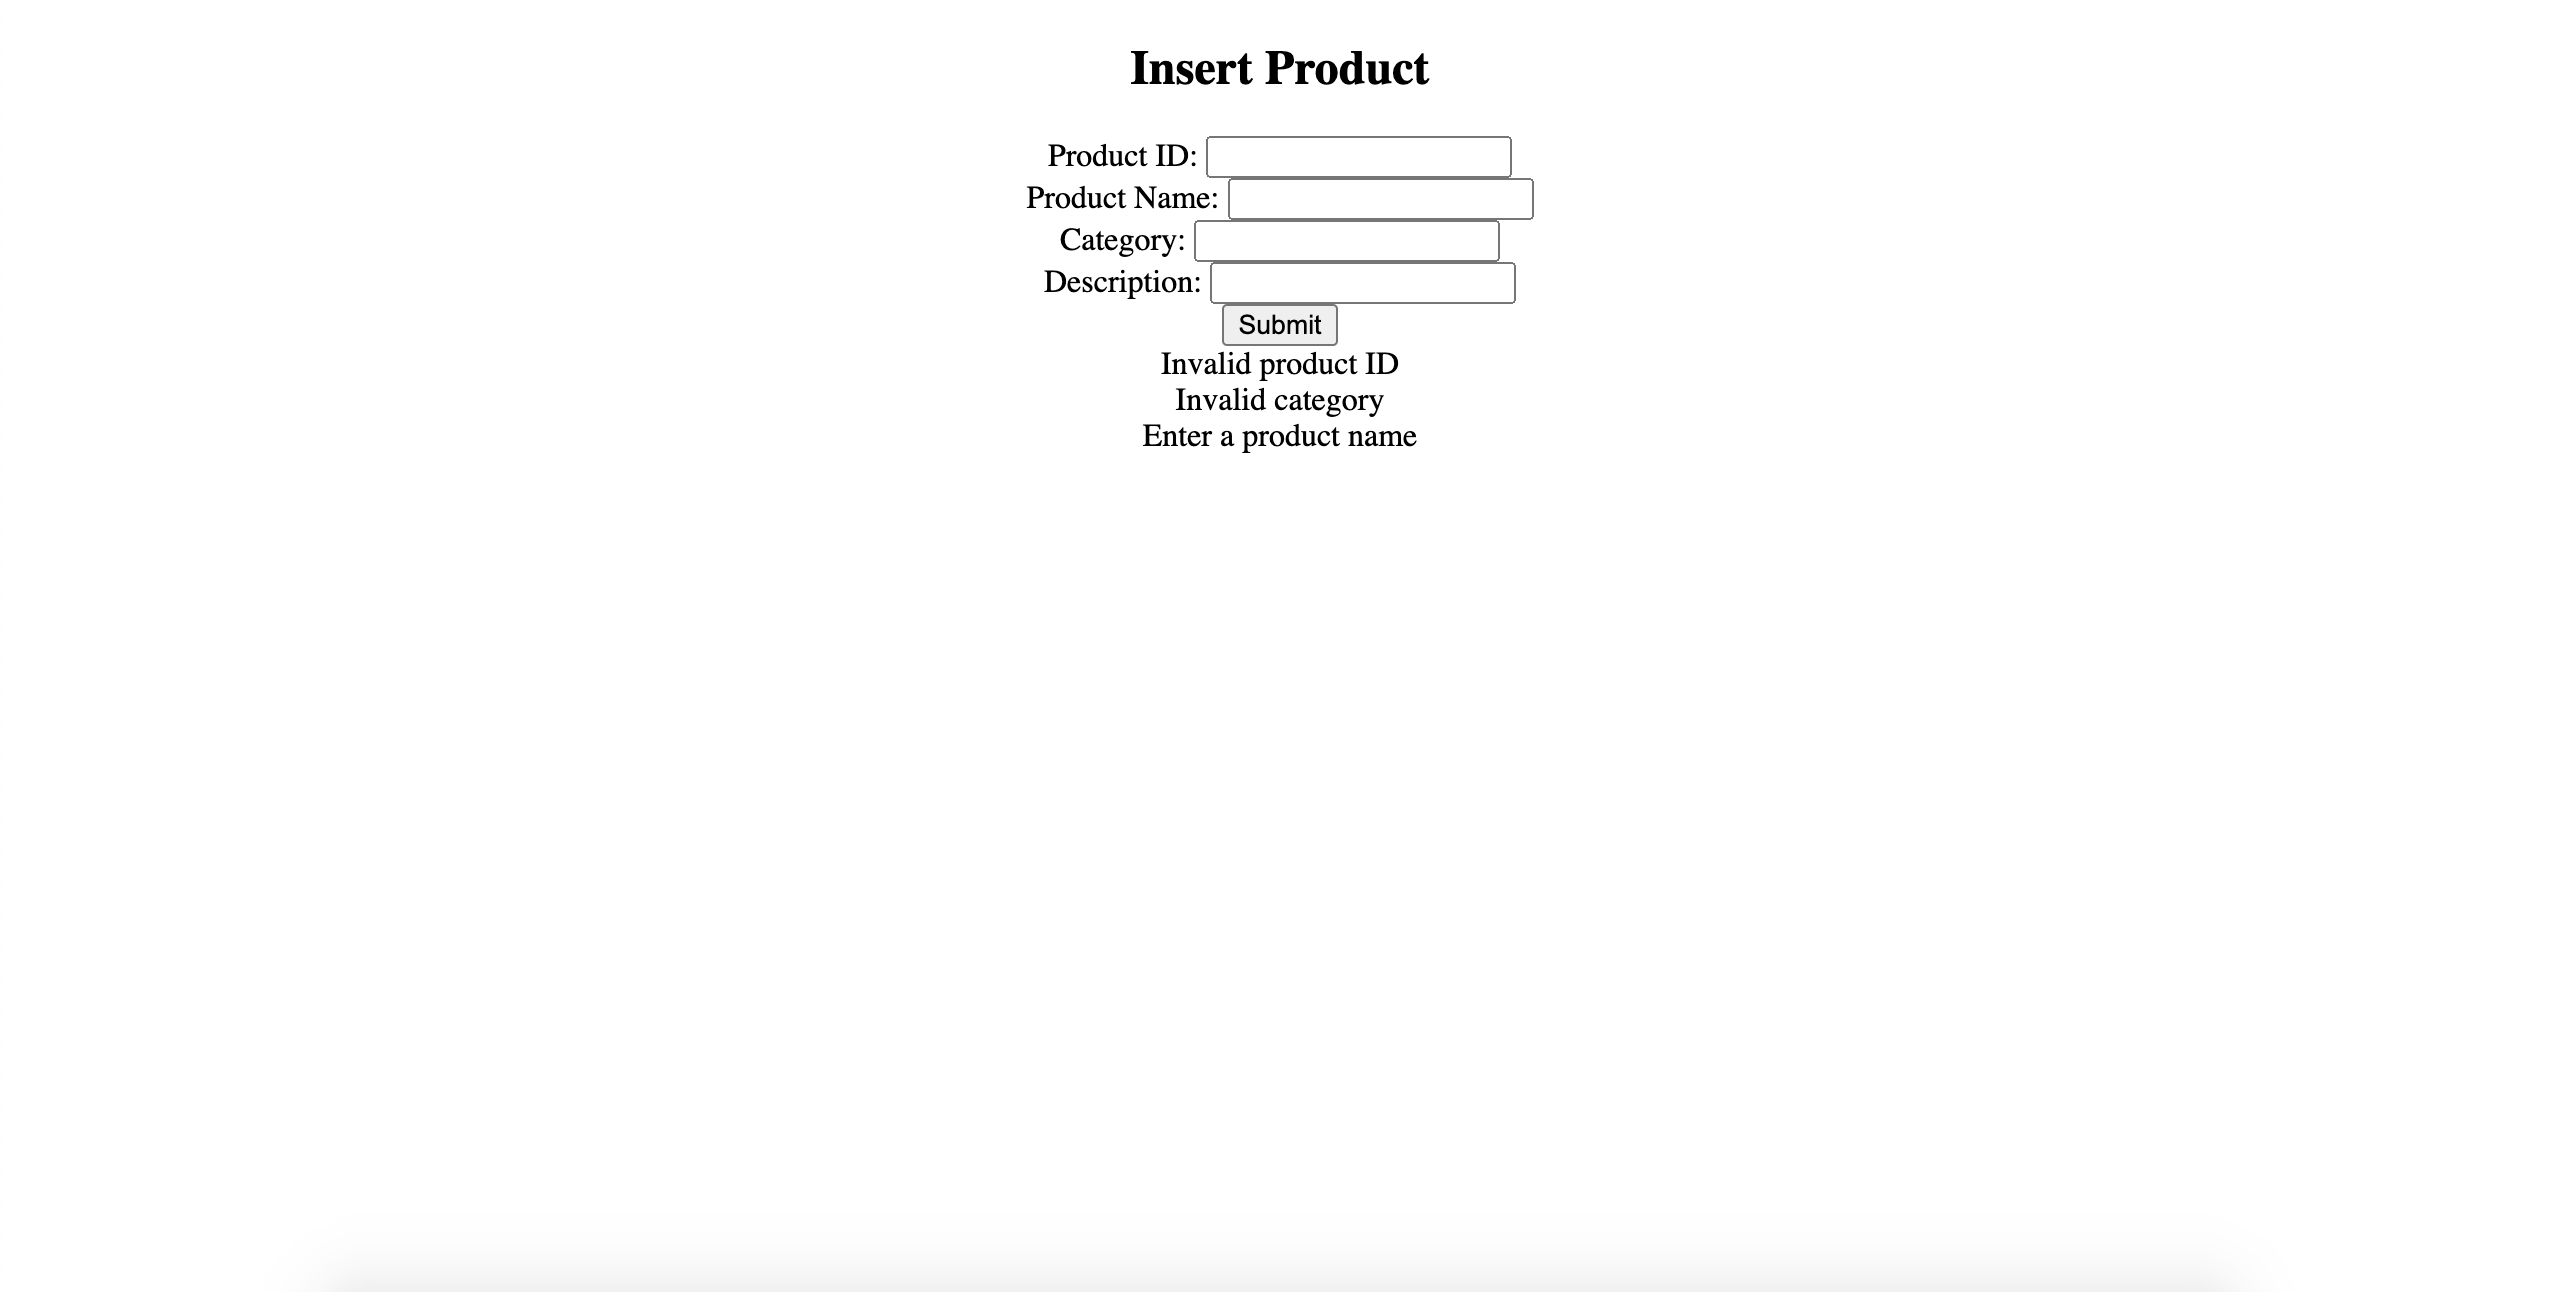 Insert Product
Product ID:
Product Name:
Category:
Description:
Submit
Invalid product ID
Invalid category
Enter a product name